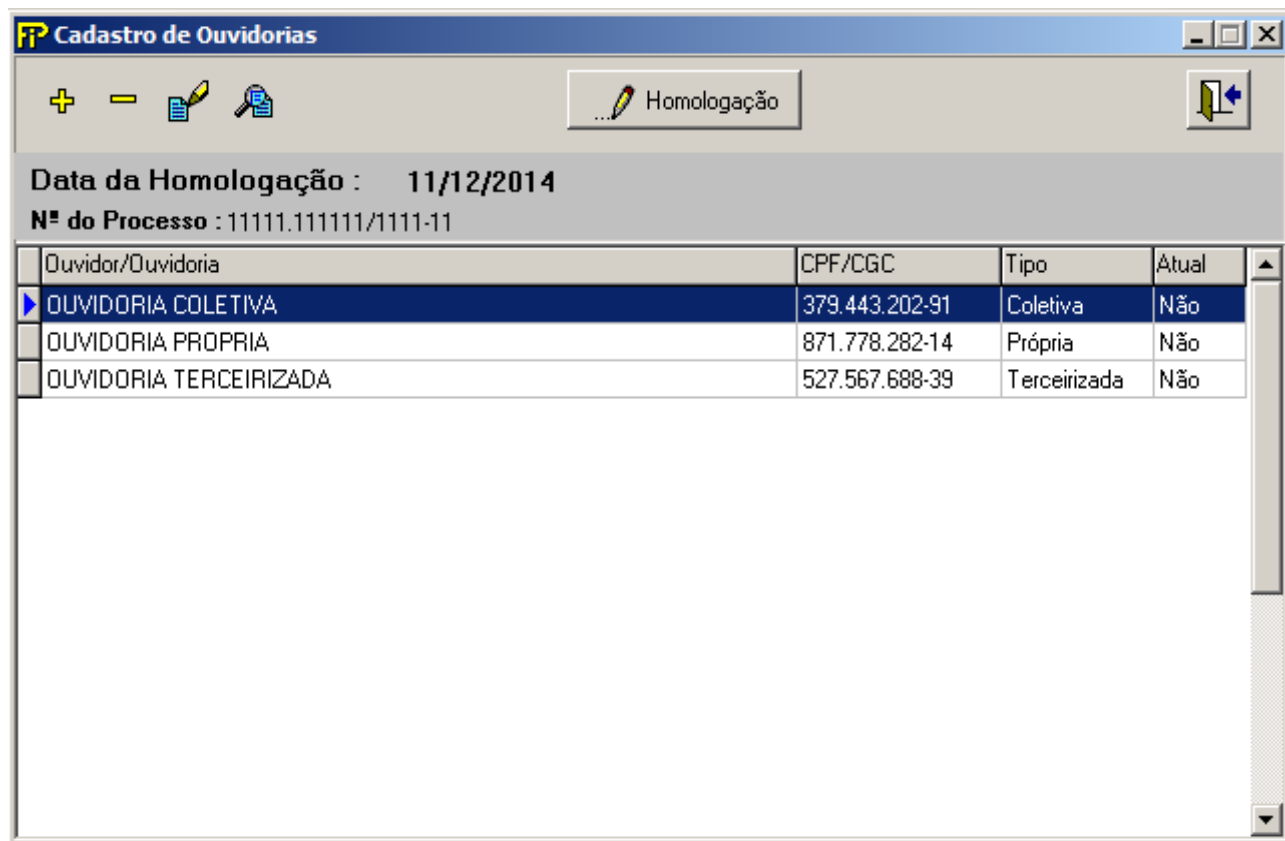 FIP Cadastro de Ouvidorias
... Homologação
Data da Homologação : 11/12/2014
Nº do Processo : 11111.111111/1111-11
Ouvidor/Ouvidoria CPF/CGC Tipo Atual
OUVIDORIA COLETIVA 379.443.202-91 Coletiva Não
OUVIDORIA PROPRIA 871.778.282-14 Própria Não
OUVIDORIA TERCEIRIZADA 527.567.688-39 Terceirizada Não